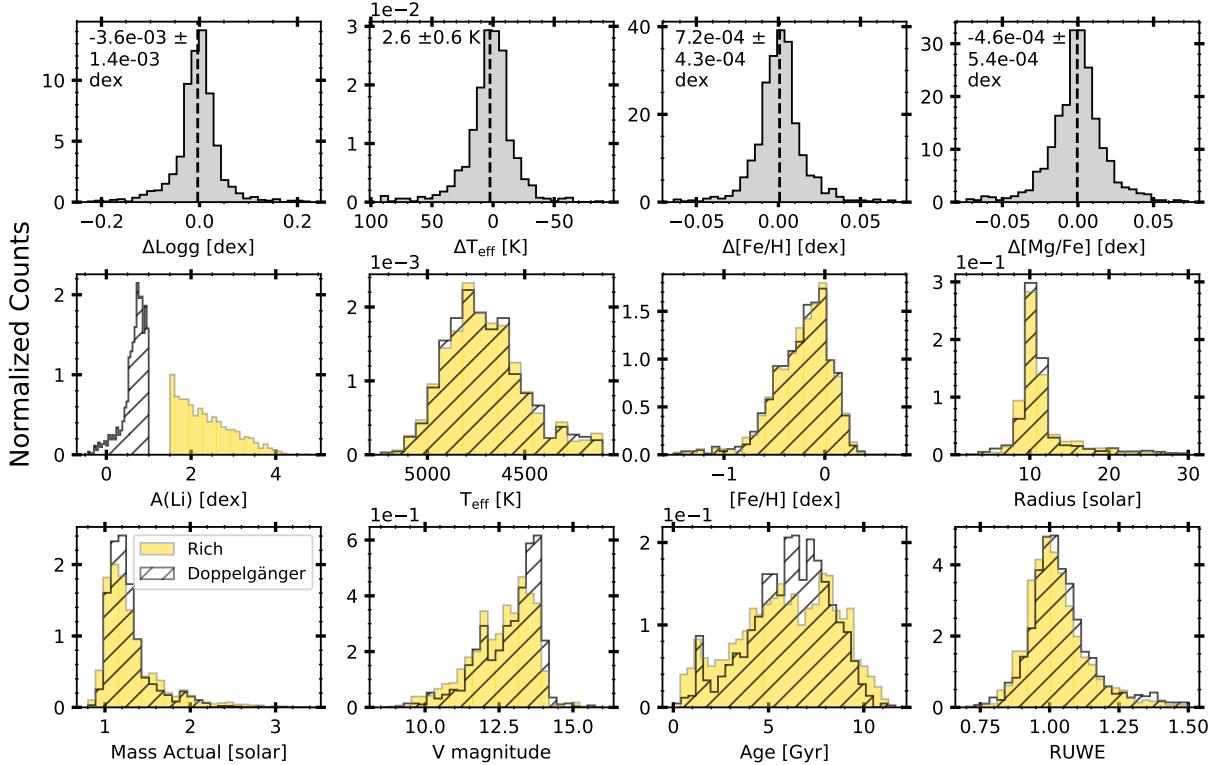 Normalized Counts
-3.6e-03 ±
1.4e-03
dex
0
5
10
−0.2 0.0 0.2
ΔLogg [dex]
1e−2
2.6 ±0.6 K
0
1
2
3
100 50 0 −50
ΔT_eff [K]
7.2e-04 ±
4.3e-04
dex
0
20
40
−0.05 0.00 0.05
Δ[Fe/H] [dex]
-4.6e-04 ±
5.4e-04
dex
0
10
20
30
−0.05 0.00 0.05
Δ[Mg/Fe] [dex]
0
1
2
0 2 4
A(Li) [dex]
1e−3
0
1
2
5000 4500
T_eff [K]
0.0
0.5
1.0
1.5
−1 0
[Fe/H] [dex]
1e−1
0
1
2
3
10 20 30
Radius [solar]
Rich
Doppelgänger
0
1
2
1 2 3
Mass Actual [solar]
1e−1
0
2
4
6
10.0 12.5 15.0
V magnitude
1e−1
0
1
2
0 5 10
Age [Gyr]
0
2
4
0.75 1.00 1.25 1.50
RUWE